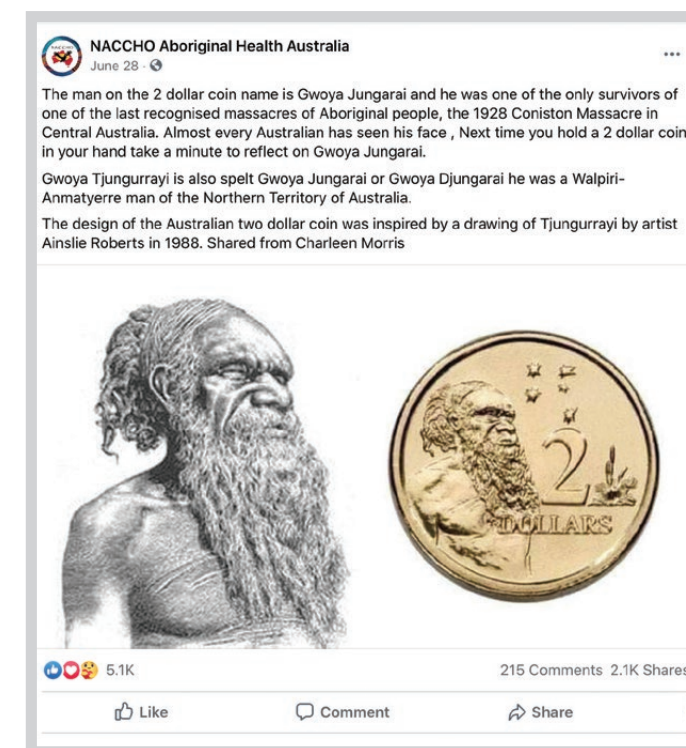 NACCHO Aboriginal Health Australia
June 28 ·
The man on the 2 dollar coin name is Gwoya Jungarai and he was one of the only survivors of
one of the last recognised massacres of Aboriginal people, the 1928 Coniston Massacre in
Central Australia. Almost every Australian has seen his face , Next time you hold a 2 dollar coin
in your hand take a minute to reflect on Gwoya Jungarai.
Gwoya Tjungurrayi is also spelt Gwoya Jungarai or Gwoya Djungarai he was a Walpiri-
Anmatyerre man of the Northern Territory of Australia.
The design of the Australian two dollar coin was inspired by a drawing of Tjungurrayi by artist
Ainslie Roberts in 1988. Shared from Charleen Morris
2
DOLLARS
5.1K
215 Comments 2.1K Shares
Like
Comment
Share